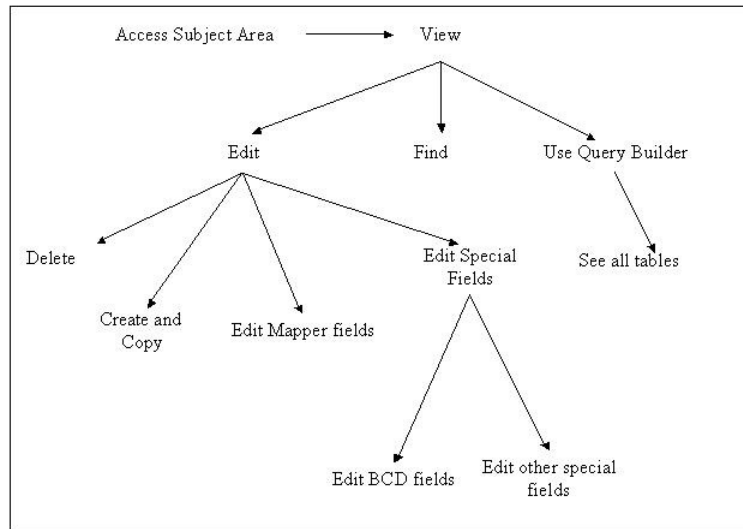 Access Subject Area
View
Edit
Find
Use Query Builder
Delete
Edit Special
Fields
See all tables
Create and
Copy
Edit Mapper fields
Edit BCD fields
Edit other special
fields